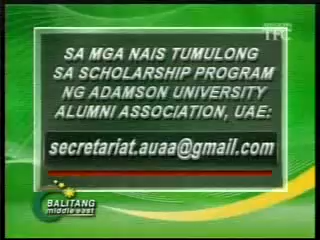 TFC
SA MGA NAIS TUMULONG
SA SCHOLARSHIP PROGRAM
NG ADAMSON UNIVERSITY
ALUMNI ASSOCIATION, UAE:
secretariat.auaa@gmail.com
BALITANG
middle east